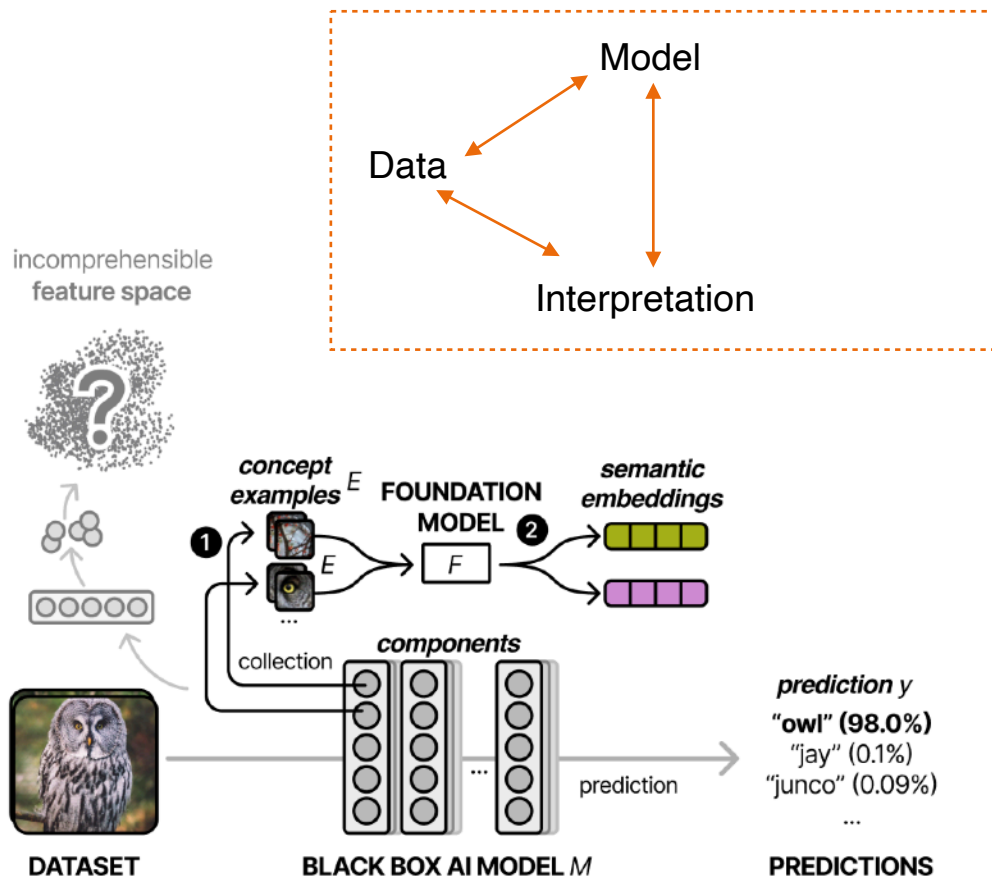 Model
Data
Interpretation
incomprehensible
feature space
?
concept
examples E
FOUNDATION
MODEL
semantic
embeddings
1
2
E
F
...
components
collection
...
prediction
prediction y
“owl” (98.0%)
“jay” (0.1%)
“junco” (0.09%)
...
DATASET
BLACK BOX AI MODEL M
PREDICTIONS